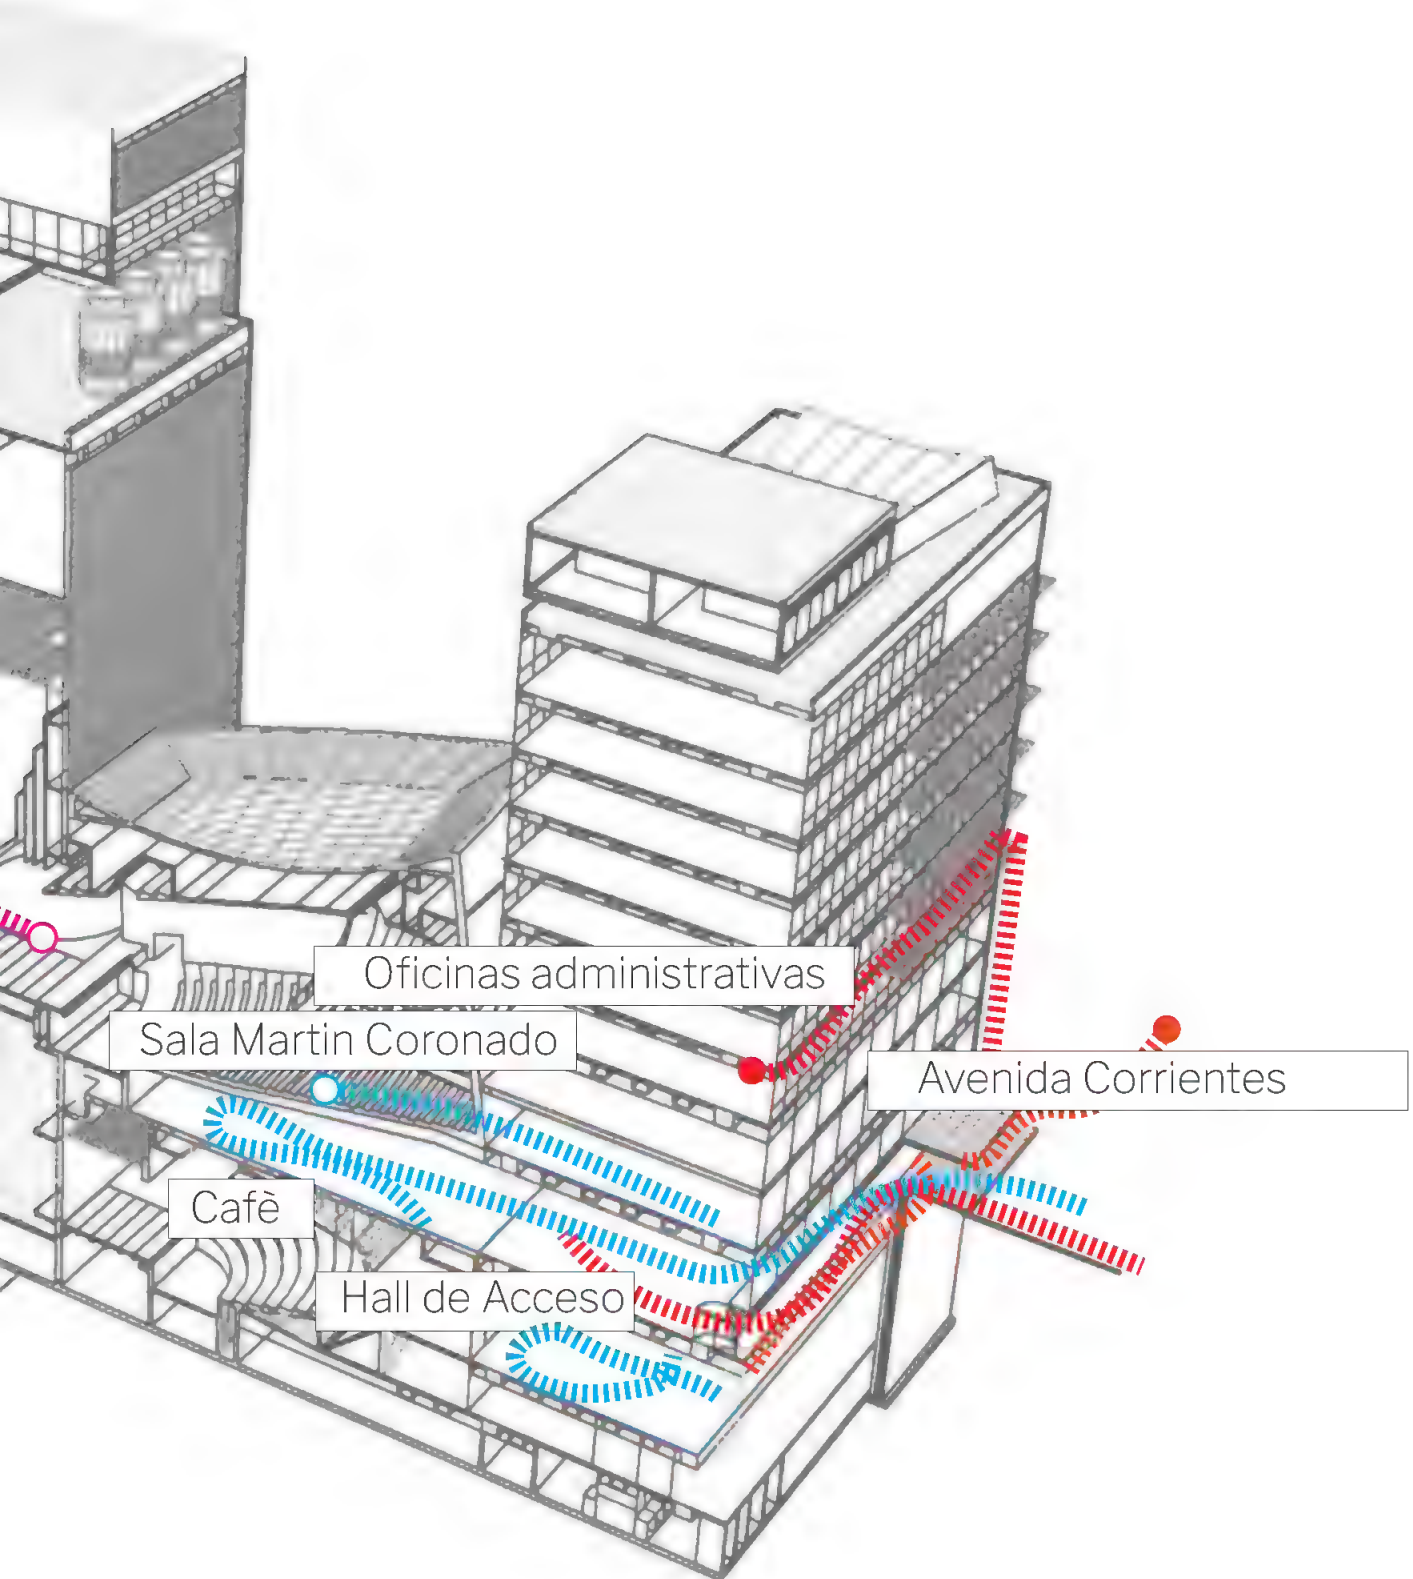 Oficinas administrativas
Sala Martin Coronado
Avenida Corrientes
Cafè
Hall de Acceso